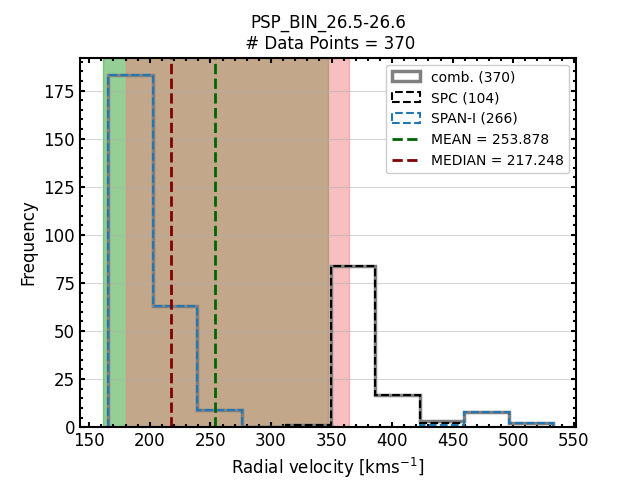 PSP_BIN_26.5-26.6
# Data Points = 370
comb. (370)
SPC (104)
SPAN-I (266)
MEAN = 253.878
MEDIAN = 217.248
Frequency
175
150
125
100
75
50
25
0
150 200 250 300 350 400 450 500 550
Radial velocity [kms⁻¹]